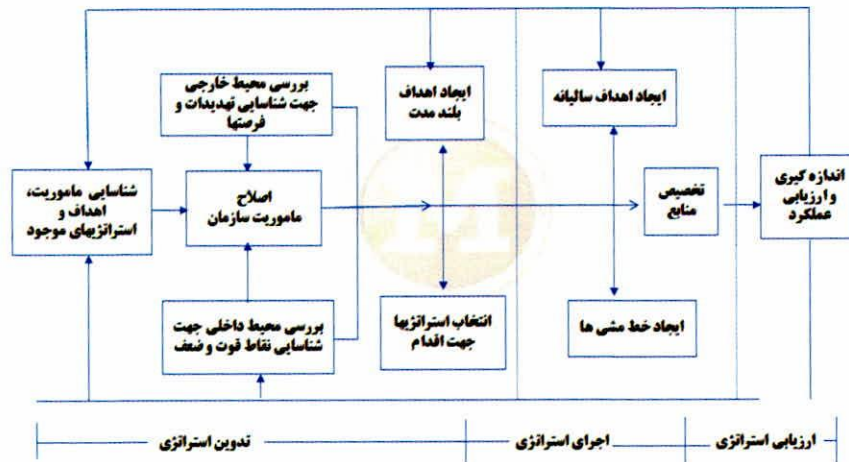 بررسی محیط خارجی
جهت شناسایی تهدیدات و
فرصتها
ایجاد اهداف
بلند مدت
ایجاد اهداف سالیانه
شناسایی ماموریت،
اهداف و
استراتژیهای موجود
اصلاح
ماموریت سازمان
تخصیص
منابع
اندازه گیری
و ارزیابی
عملکرد
بررسی محیط داخلی جهت
شناسایی نقاط قوت و ضعف
انتخاب استراتژیها
جهت اقدام
ایجاد خط مشی ها
تدوین استراتژی
اجرای استراتژی
ارزیابی استراتژی